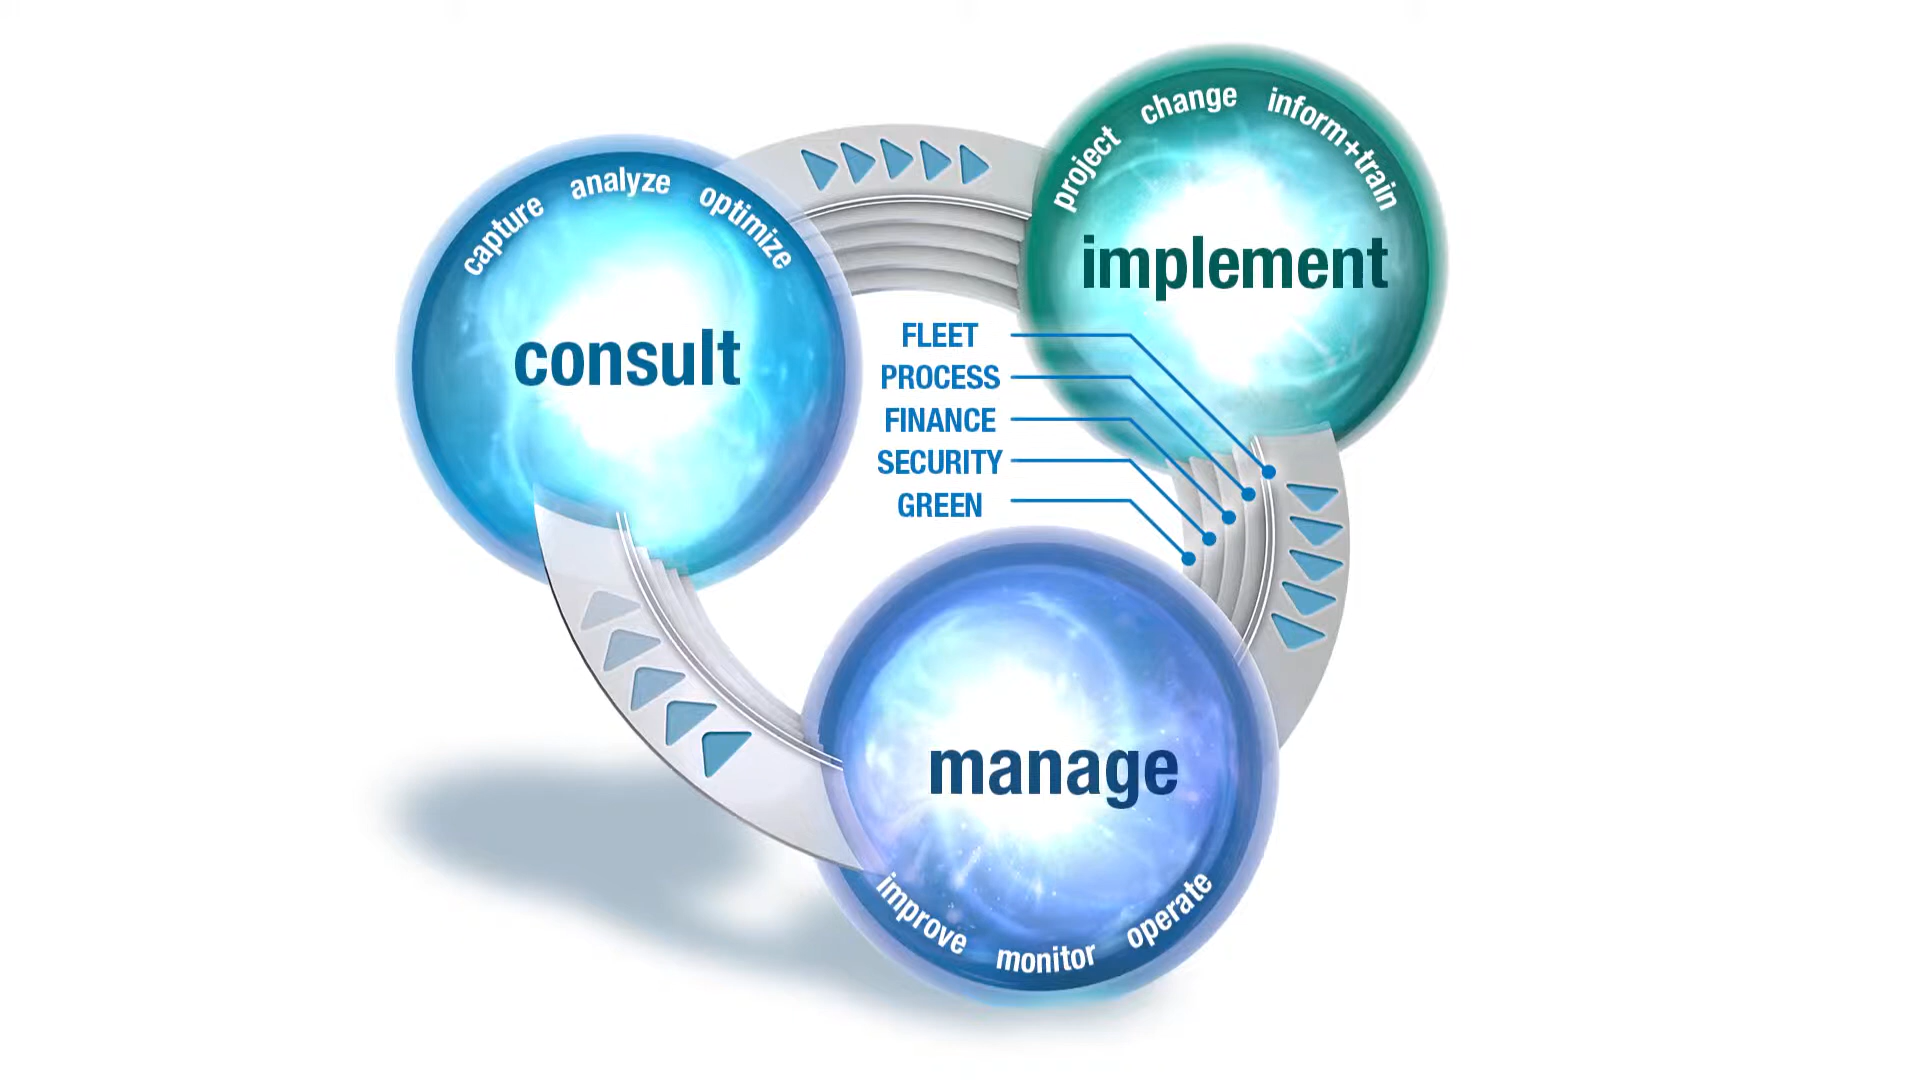 capture analyze optimize
consult
project change inform+train
implement
FLEET
PROCESS
FINANCE
SECURITY
GREEN
manage
improve monitor operate